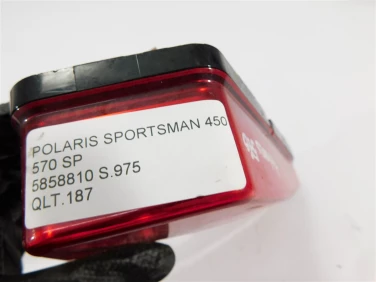 POLARIS SPORTSMAN 450
570 SP
5858810 S.975
QLT.187